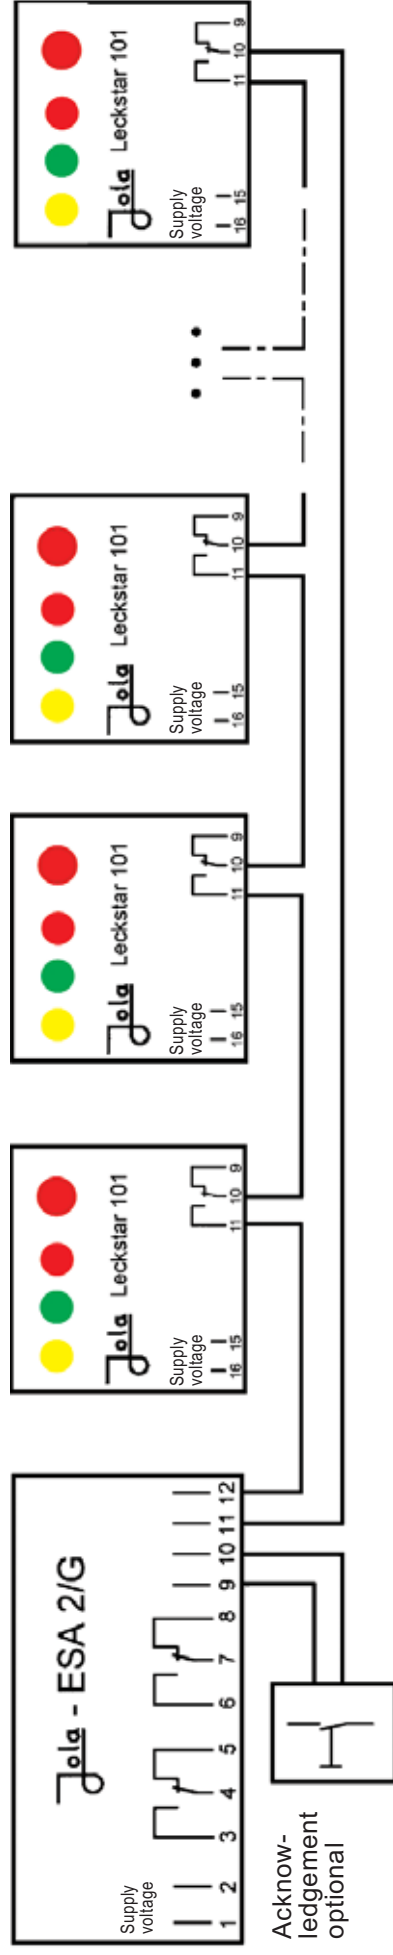 Jola - ESA 2/G
Supply
voltage
1 2 3 4 5 6 7 8 9 10 11 12
Acknow-
ledgement
optional
Jola Leckstar 101
Supply
voltage
16 15 11 10 9
Jola Leckstar 101
Supply
voltage
16 15 11 10 9
Jola Leckstar 101
Supply
voltage
16 15 11 10 9
Jola Leckstar 101
Supply
voltage
16 15 11 10 9